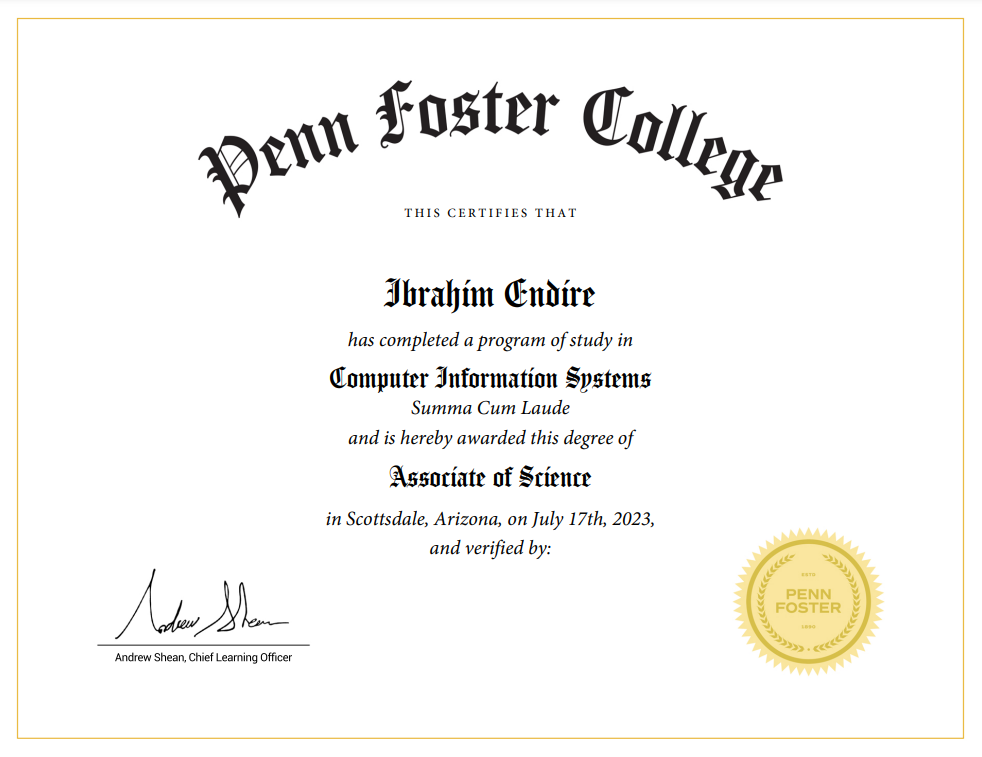 Penn Foster College
THIS CERTIFIES THAT
Ibrahim Endire
has completed a program of study in
Computer Information Systems
Summa Cum Laude
and is hereby awarded this degree of
Associate of Science
in Scottsdale, Arizona, on July 17th, 2023,
and verified by:
Andrew Shean
Andrew Shean, Chief Learning Officer
ESTD
PENN
FOSTER
1890